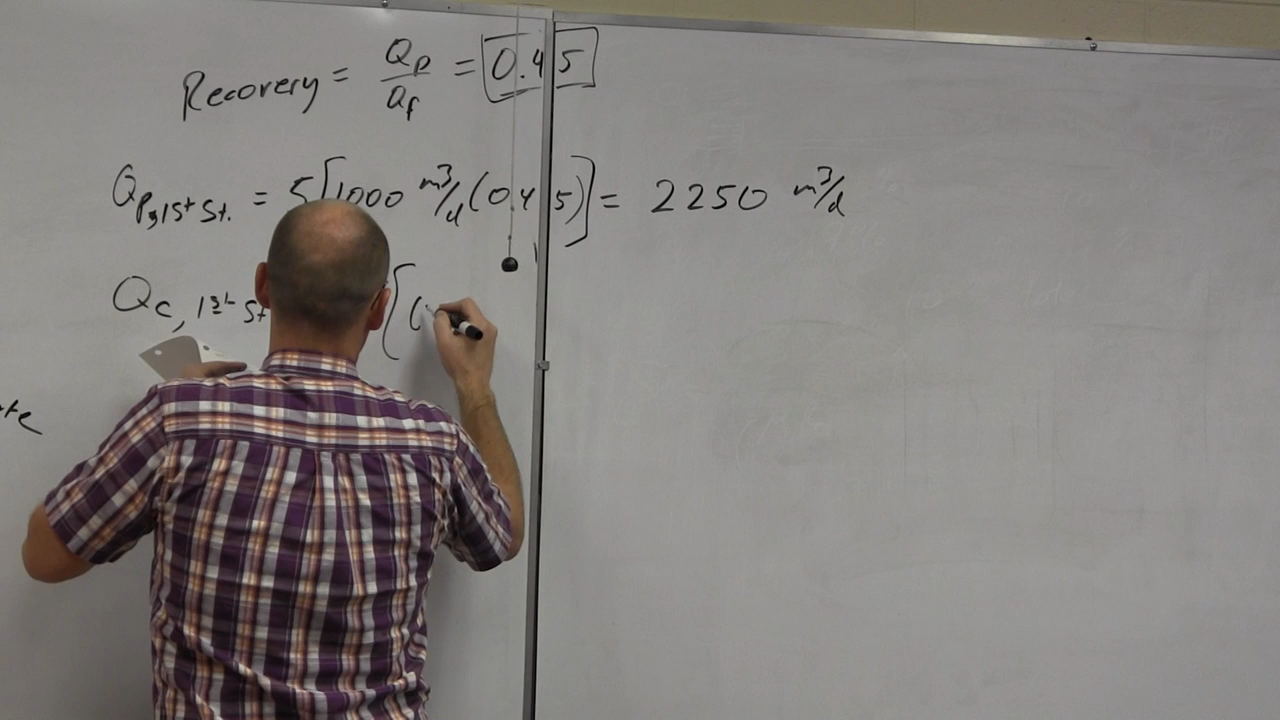 Recovery = Qp/Qf = 0.45
Qp,1st St. = 5[1000 m³/d (0.45)] = 2250 m³/d
Qc, 1st St [(